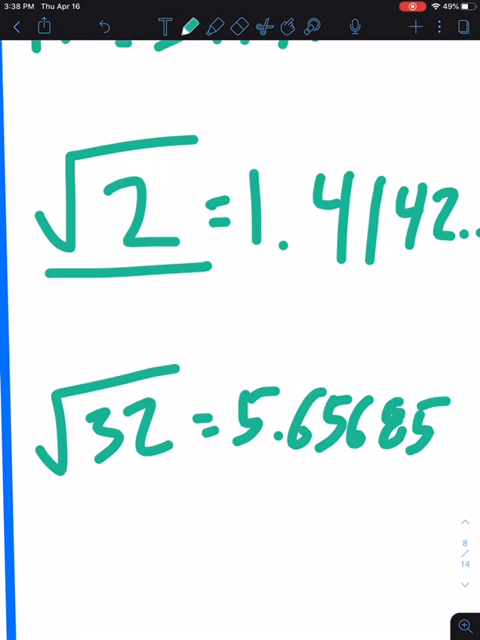 3:38 PM Thu Apr 16 49%
√2 = 1.4142..
√32 = 5.65685
8
/
14